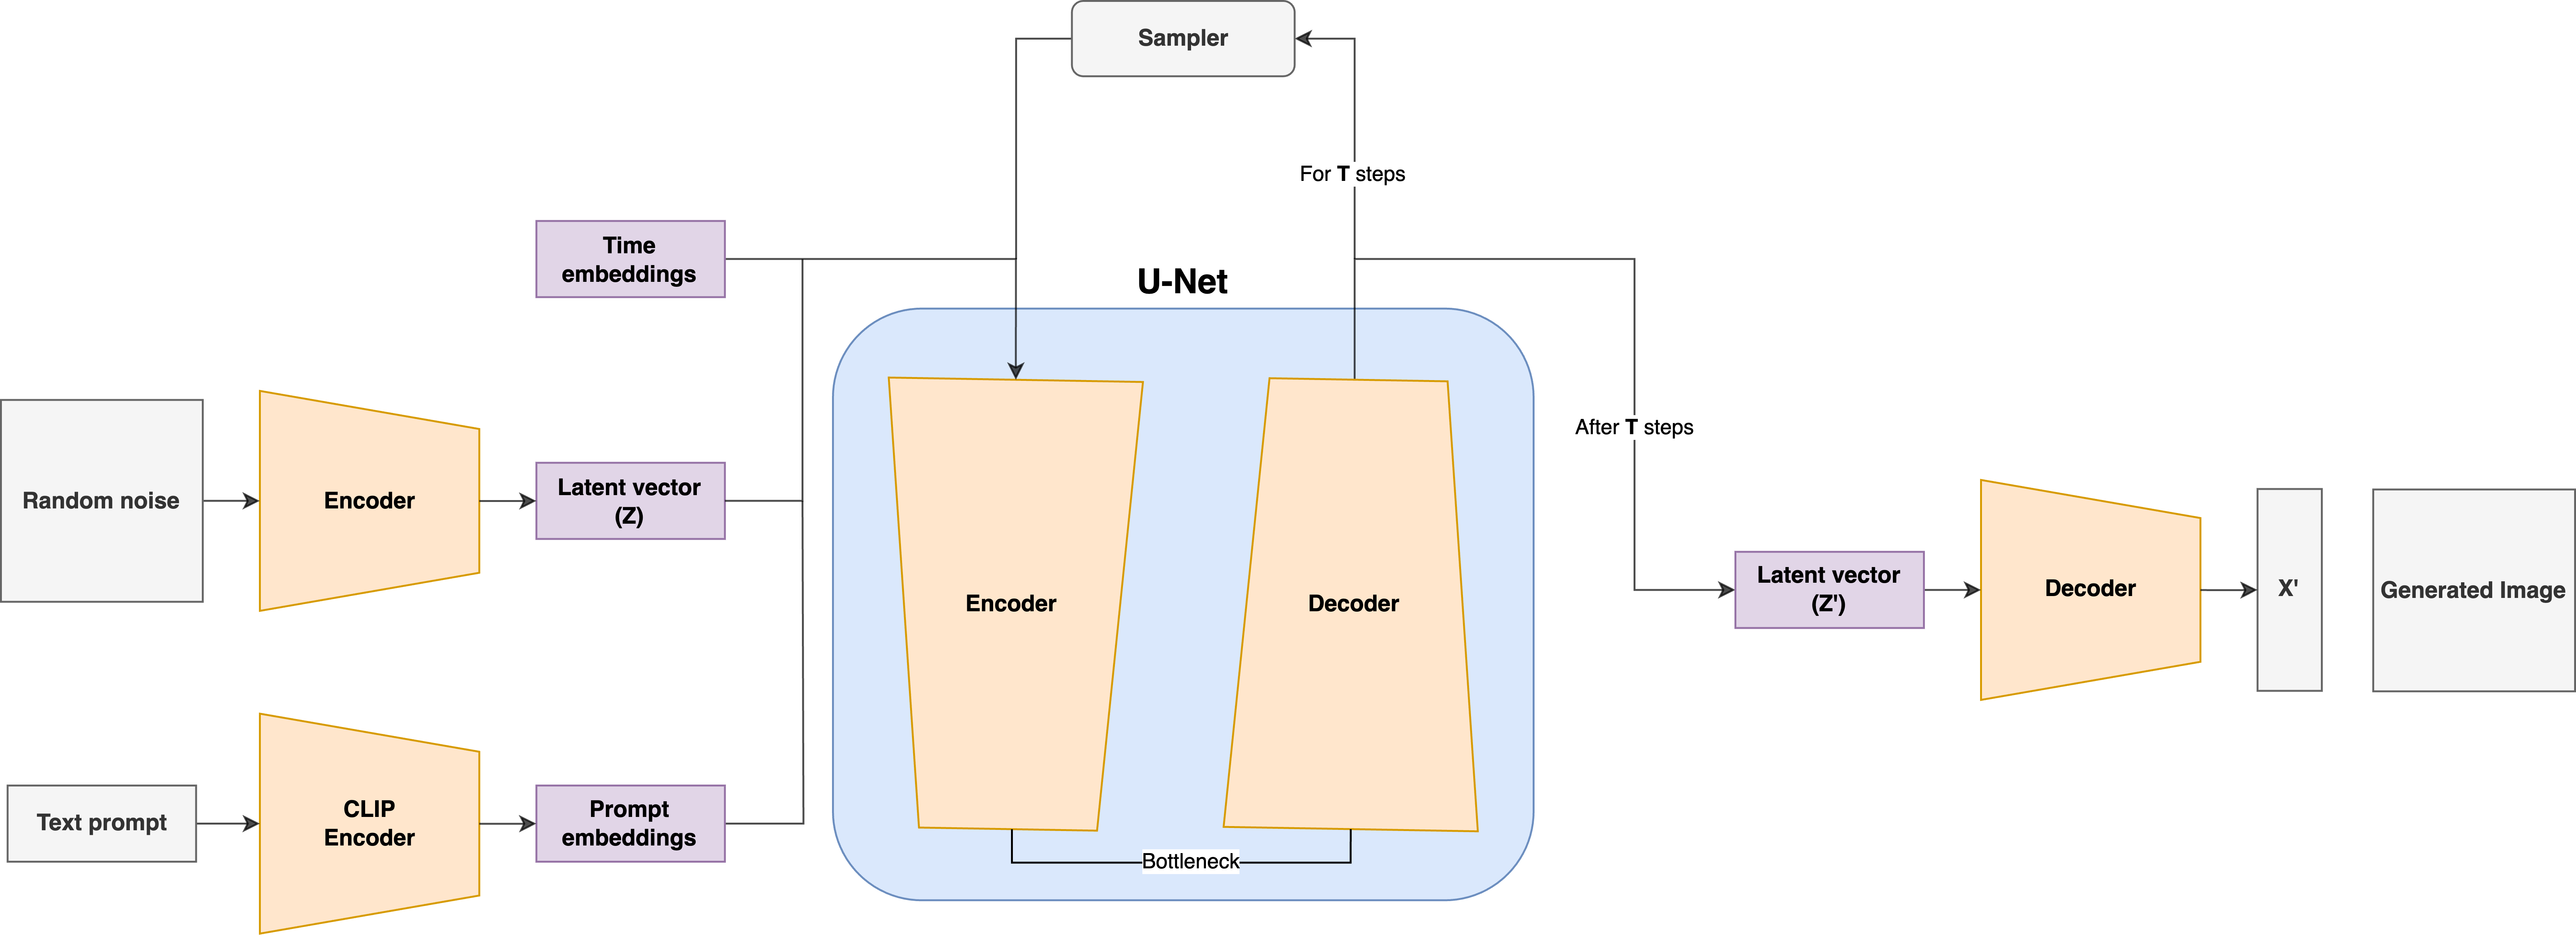 Sampler
For T steps
Time
embeddings
U-Net
After T steps
Random noise
Encoder
Latent vector
(Z)
Encoder
Decoder
Latent vector
(Z')
Decoder
X'
Generated Image
Text prompt
CLIP
Encoder
Prompt
embeddings
Bottleneck